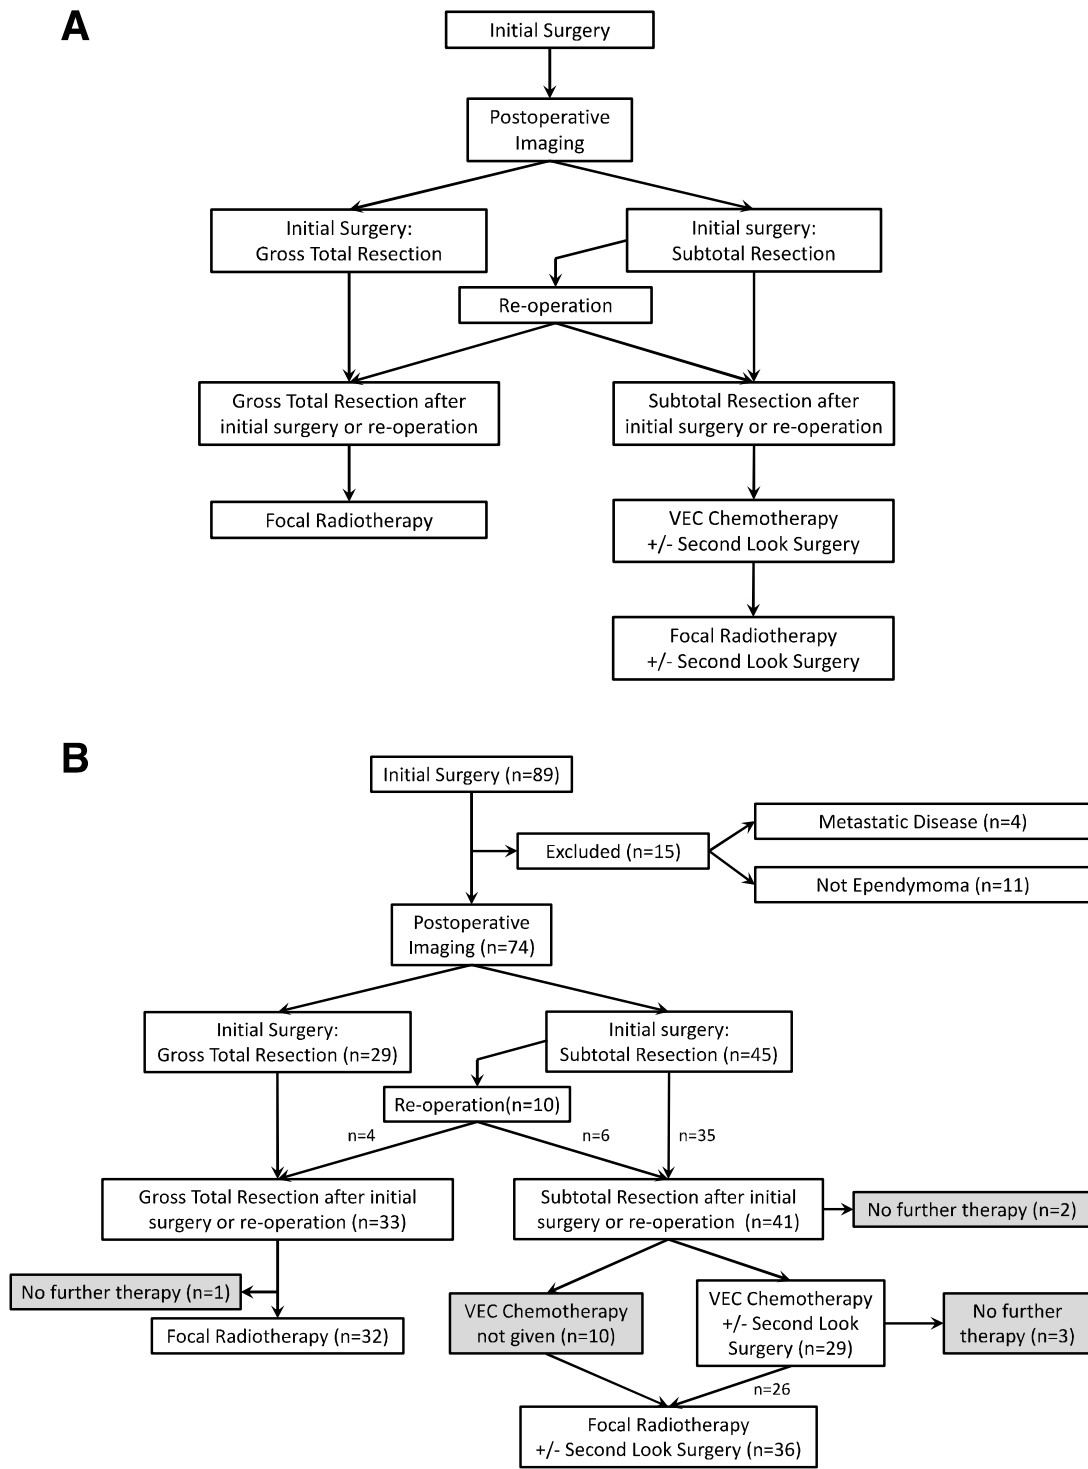 A
Initial Surgery
Postoperative
Imaging
Initial Surgery:
Gross Total Resection
Initial surgery:
Subtotal Resection
Re-operation
Gross Total Resection after
initial surgery or re-operation
Subtotal Resection after
initial surgery or re-operation
Focal Radiotherapy
VEC Chemotherapy
+/- Second Look Surgery
Focal Radiotherapy
+/- Second Look Surgery
B
Initial Surgery (n=89)
Excluded (n=15)
Metastatic Disease (n=4)
Not Ependymoma (n=11)
Postoperative
Imaging (n=74)
Initial Surgery:
Gross Total Resection (n=29)
Initial surgery:
Subtotal Resection (n=45)
Re-operation(n=10)
n=4
n=6
n=35
Gross Total Resection after initial
surgery or re-operation (n=33)
Subtotal Resection after initial
surgery or re-operation (n=41)
No further therapy (n=2)
No further therapy (n=1)
Focal Radiotherapy (n=32)
VEC Chemotherapy
not given (n=10)
VEC Chemotherapy
+/- Second Look
Surgery (n=29)
No further
therapy (n=3)
n=26
Focal Radiotherapy
+/- Second Look Surgery (n=36)